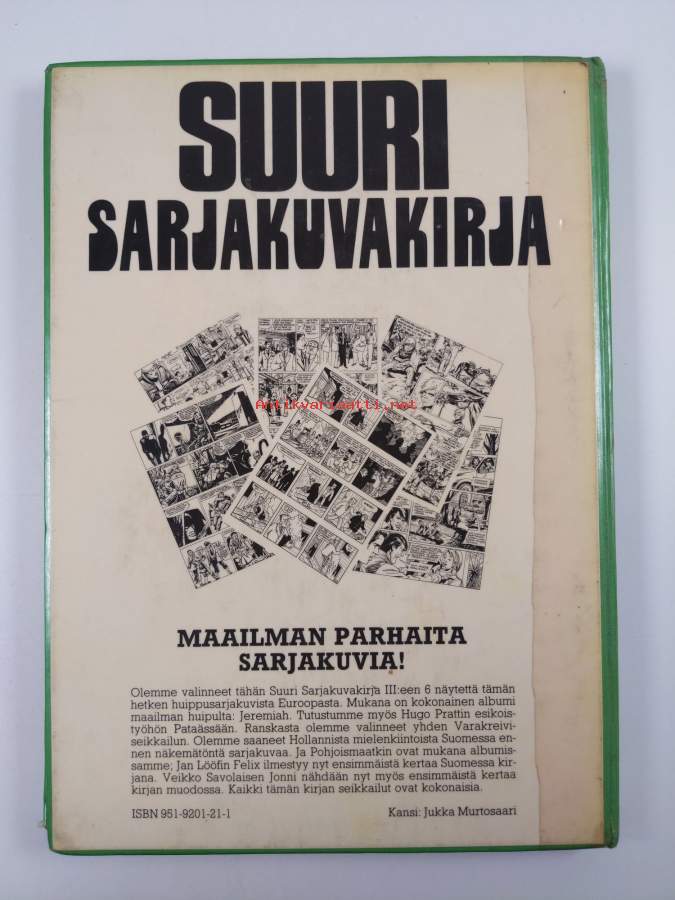 SUURI
SARJAKUVAKIRJA
Antikvariaatti.net
MAAILMAN PARHAITA
SARJAKUVIA!
Olemme valinneet tähän Suuri Sarjakuvakirja III:een 6 näytettä tämän
hetken huippusarjakuvista Euroopasta. Mukana on kokonainen albumi
maailman huipulta: Jeremiah. Tutustumme myös Hugo Prattin esikois-
työhön Pataässään. Ranskasta olemme valinneet yhden Varakreivi-
seikkailun. Olemme saaneet Hollannista mielenkiintoista Suomessa en-
nen näkemätöntä sarjakuvaa. Ja Pohjoismaatkin ovat mukana albumis-
samme; Jan Lööfin Felix ilmestyy nyt ensimmäistä kertaa Suomessa kir-
jana. Veikko Savolaisen Jonni nähdään nyt myös ensimmäistä kertaa
kirjan muodossa. Kaikki tämän kirjan seikkailut ovat kokonaisia.
ISBN 951-9201-21-1 Kansi: Jukka Murtosaari